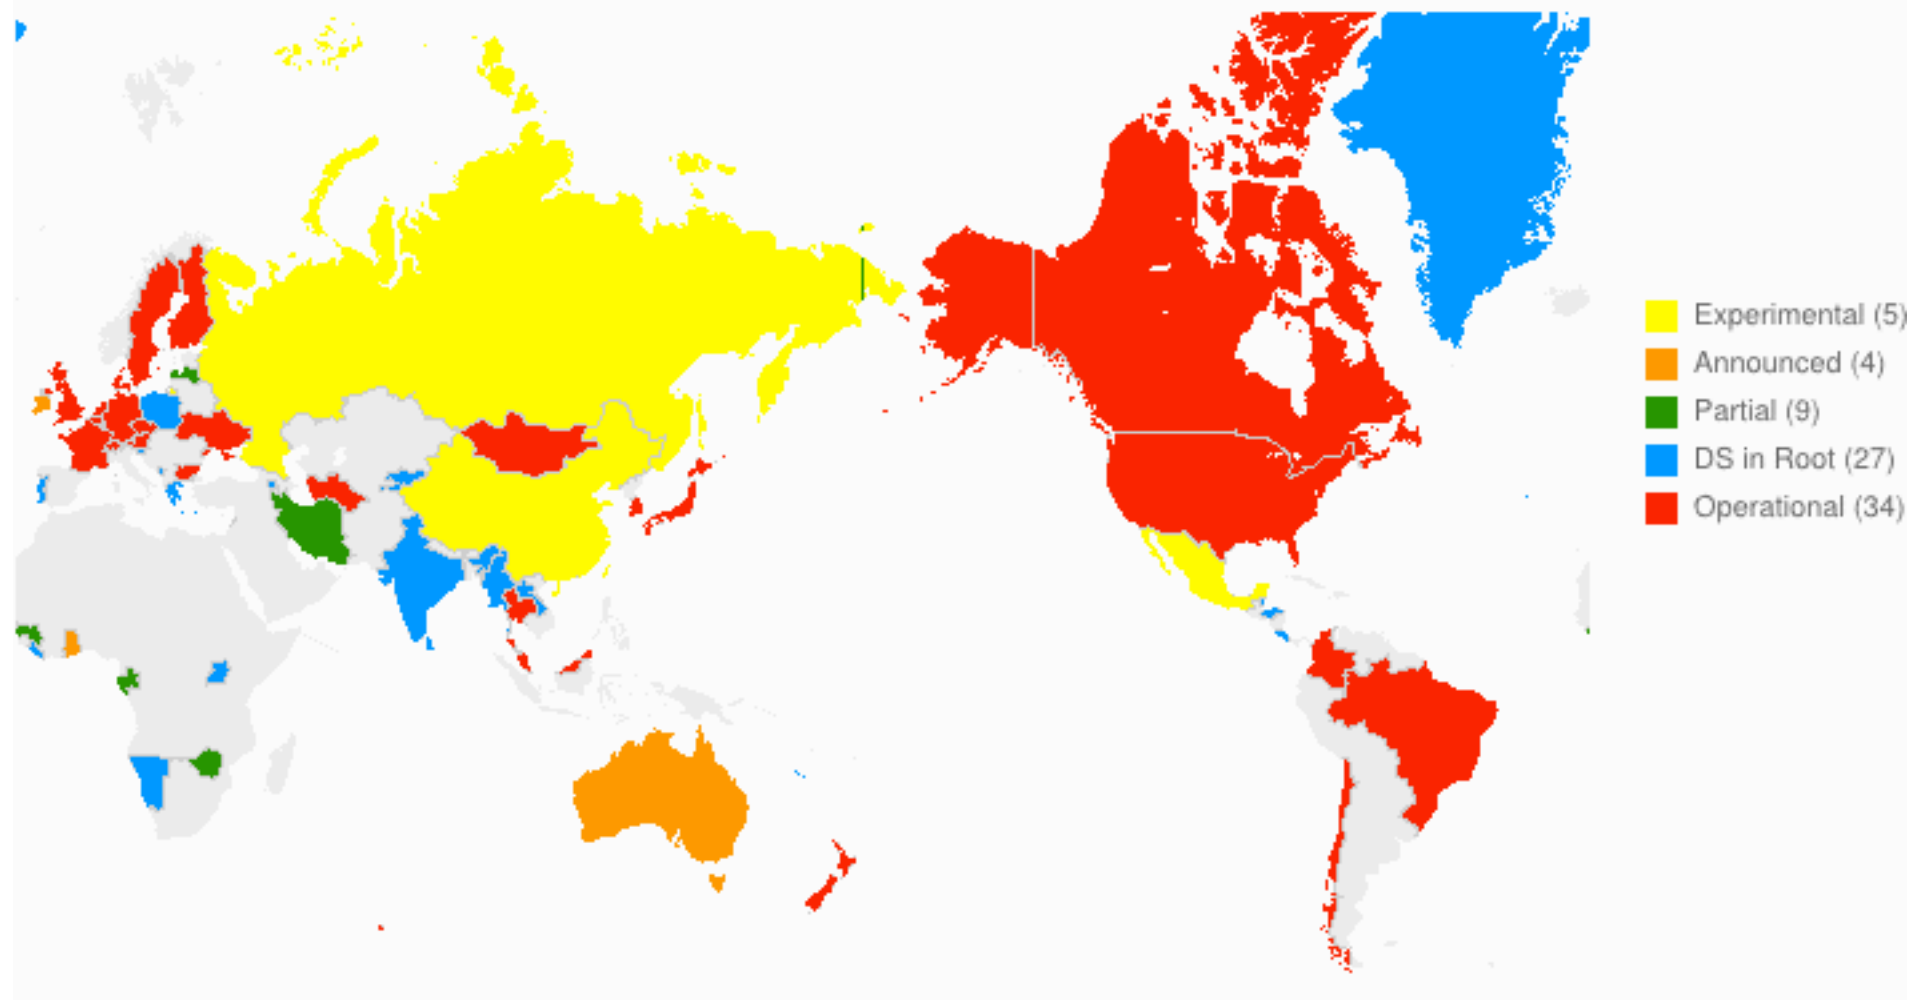 Experimental (5)
Announced (4)
Partial (9)
DS in Root (27)
Operational (34)